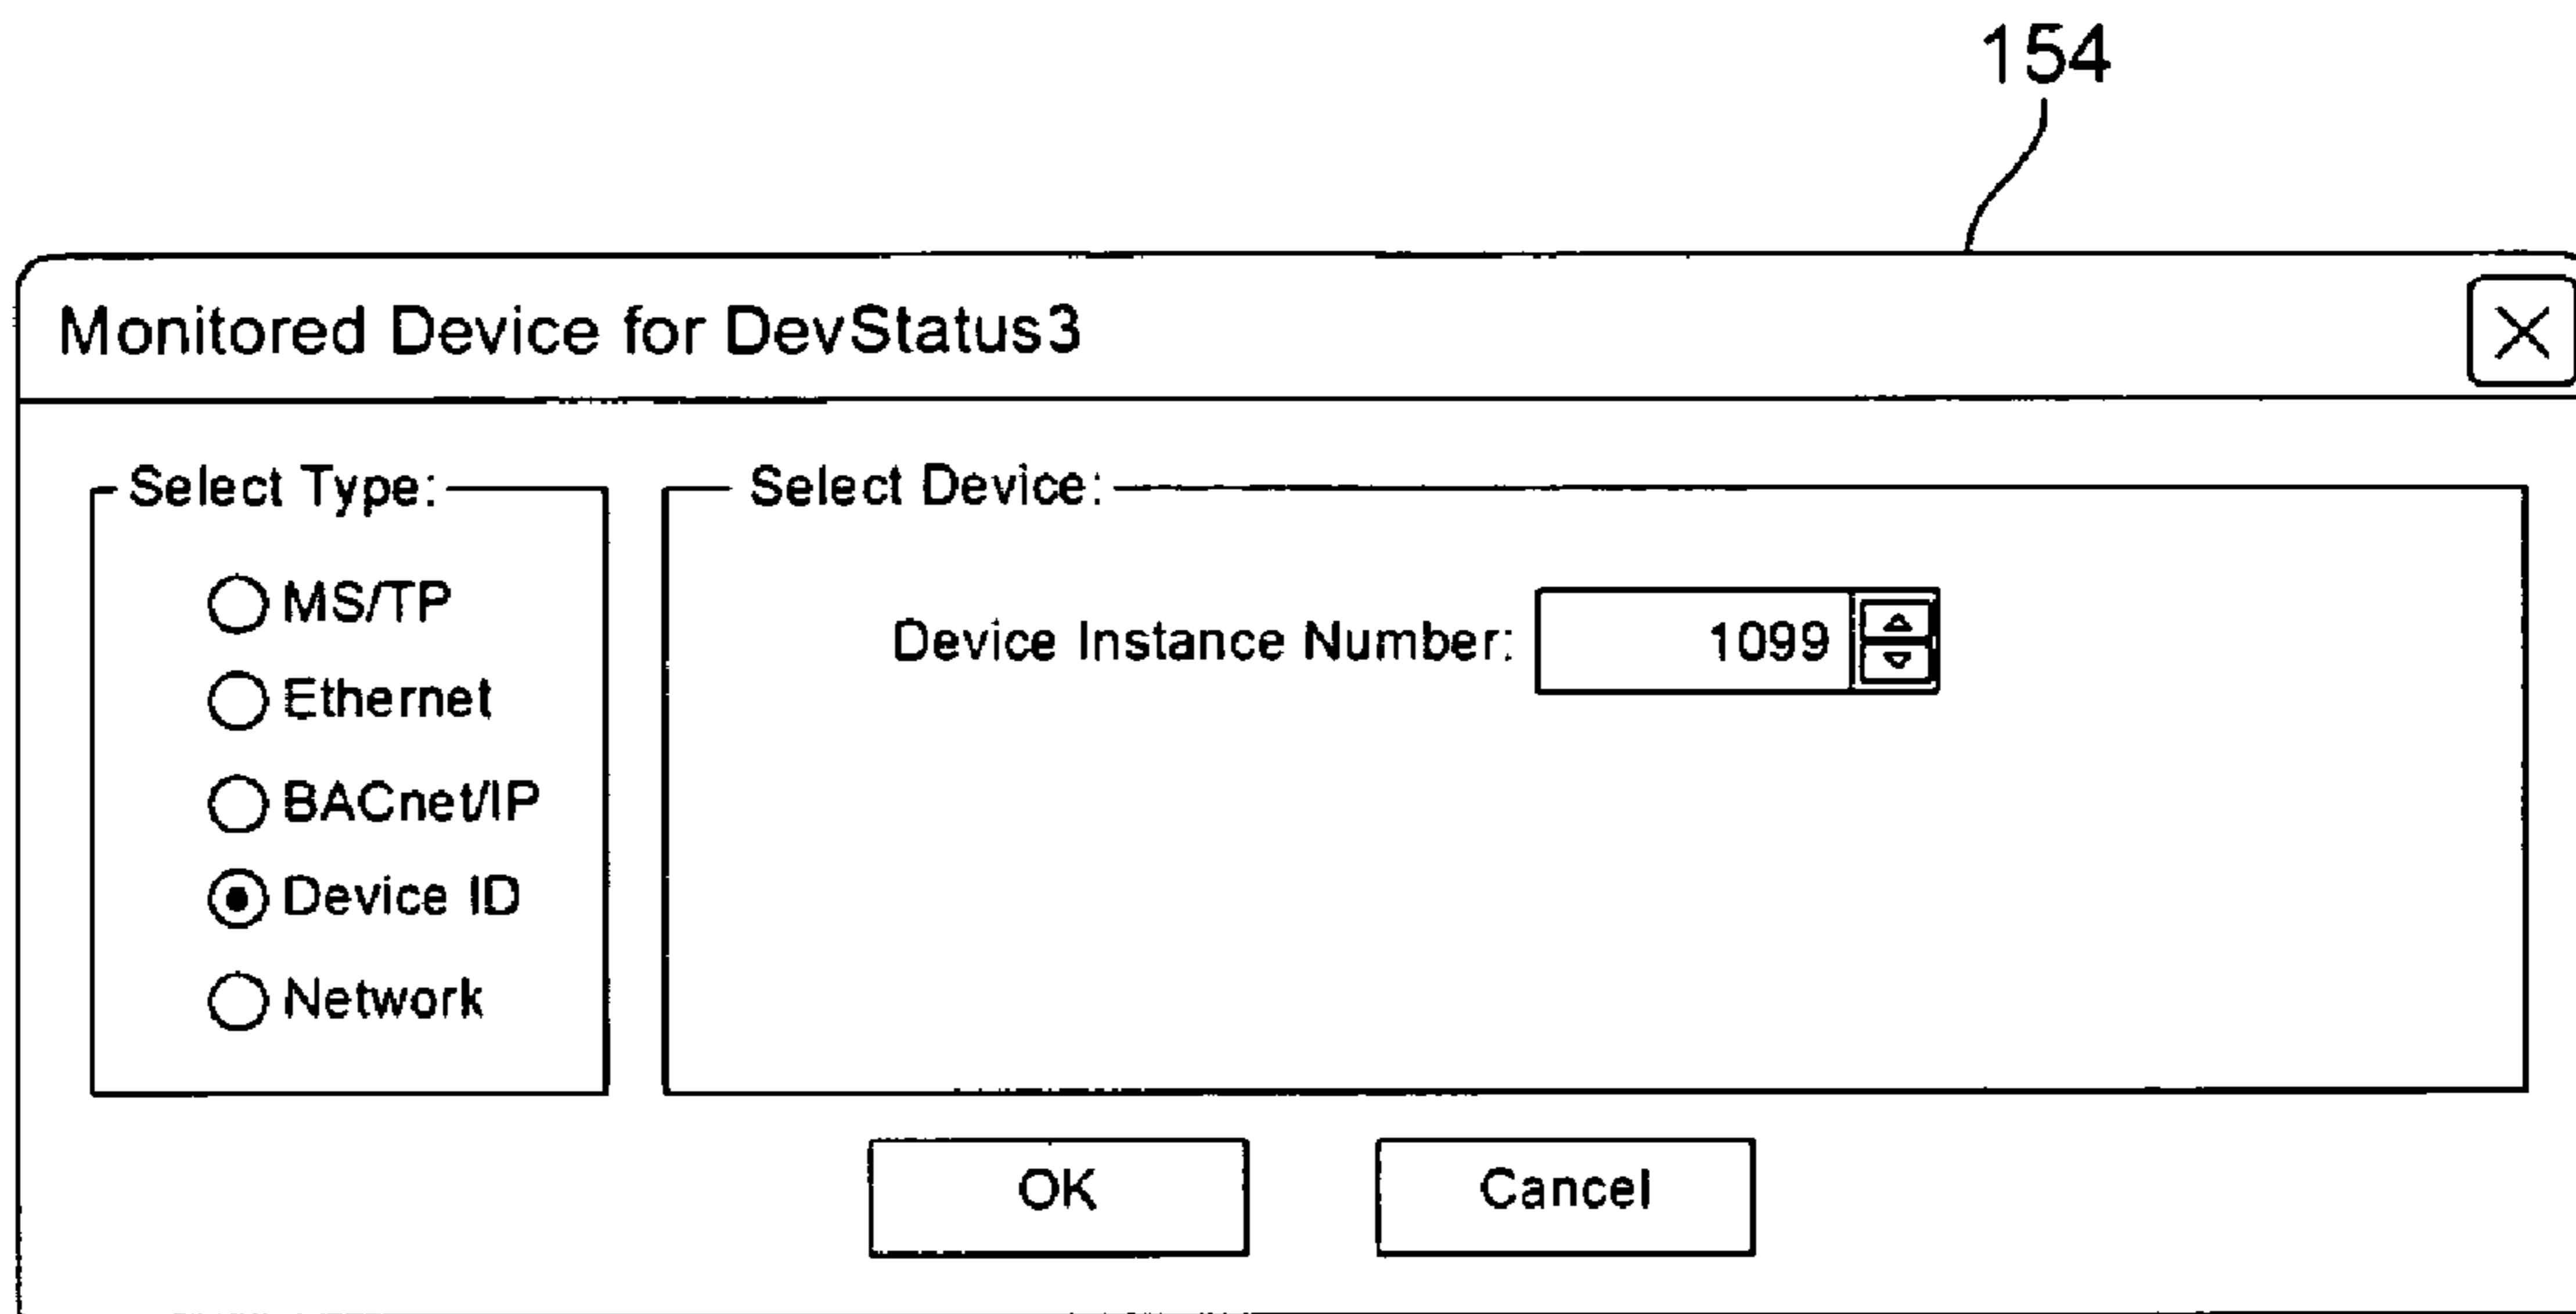 154
Monitored Device for DevStatus3
Select Type:
MS/TP
Ethernet
BACnet/IP
Device ID
Network
Select Device:
Device Instance Number: 1099
OK
Cancel